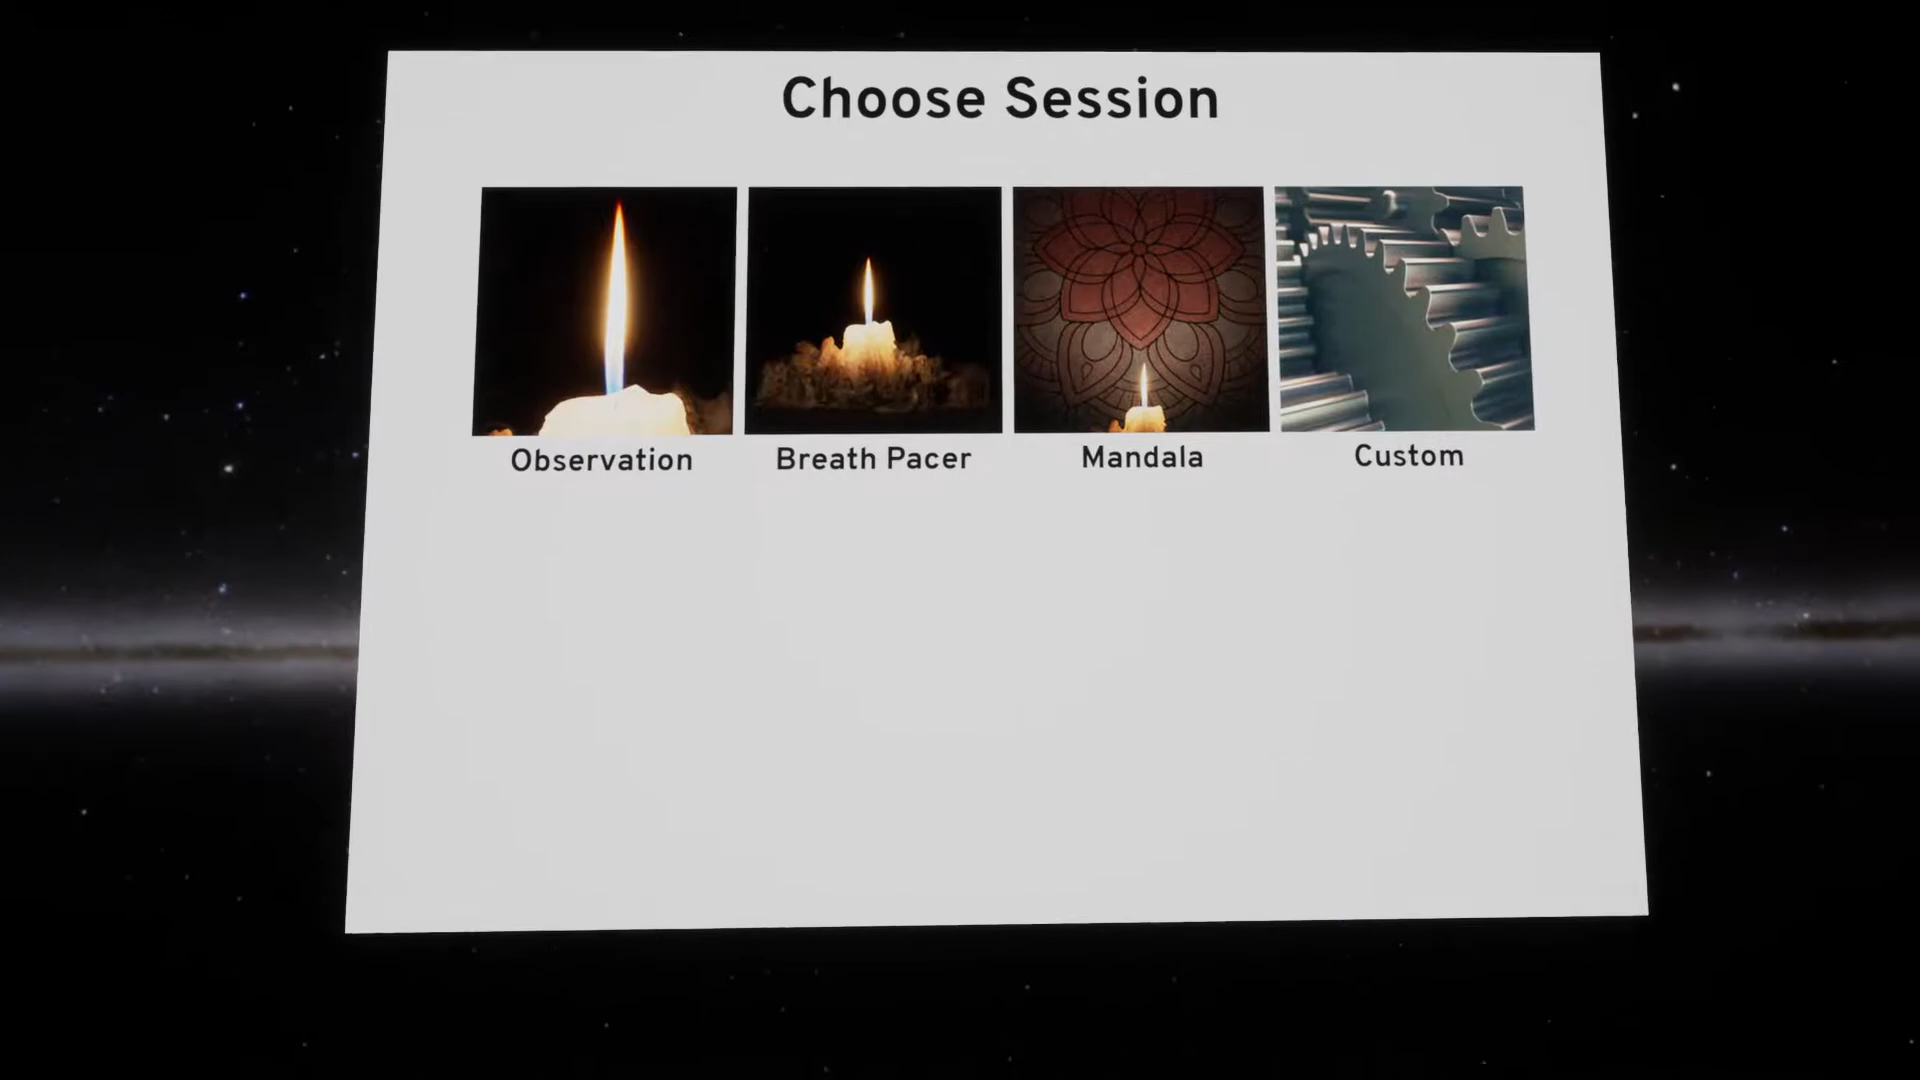 Choose Session
Observation
Breath Pacer
Mandala
Custom